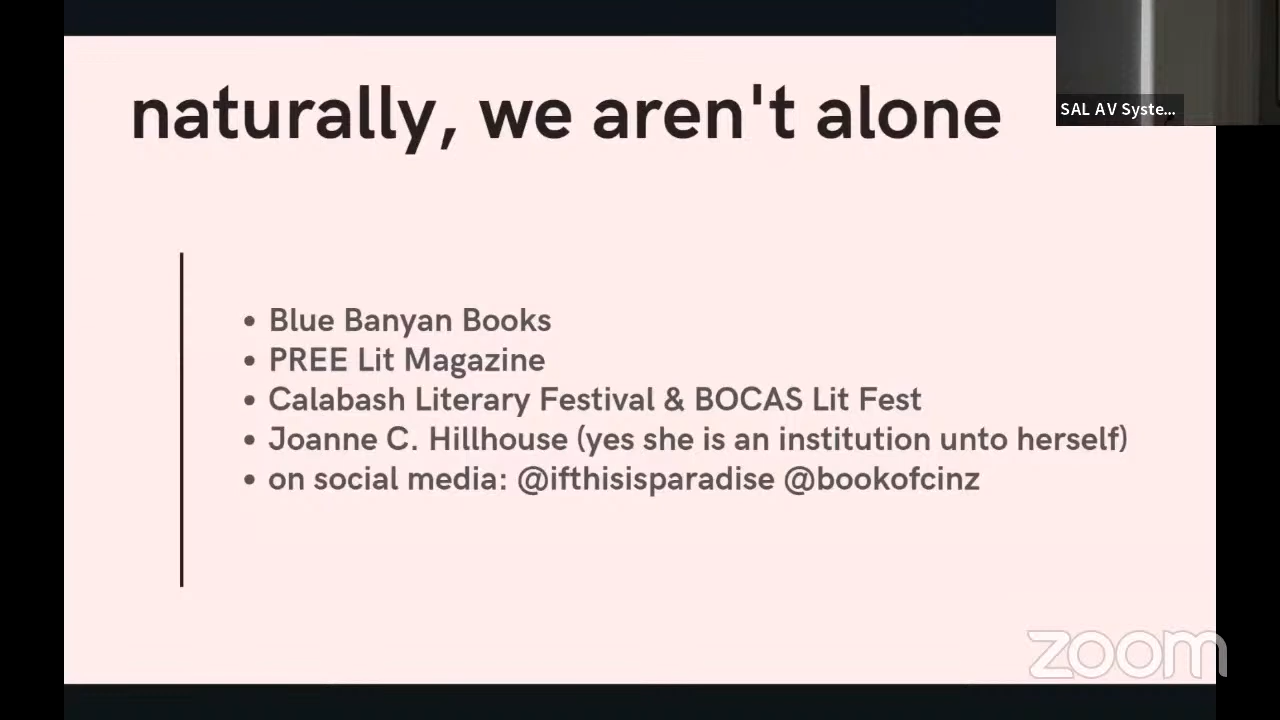 naturally, we aren't alone
SAL AV Syste...
• Blue Banyan Books
• PREE Lit Magazine
• Calabash Literary Festival & BOCAS Lit Fest
• Joanne C. Hillhouse (yes she is an institution unto herself)
• on social media: @ifthisisparadise @bookofcinz
zoom